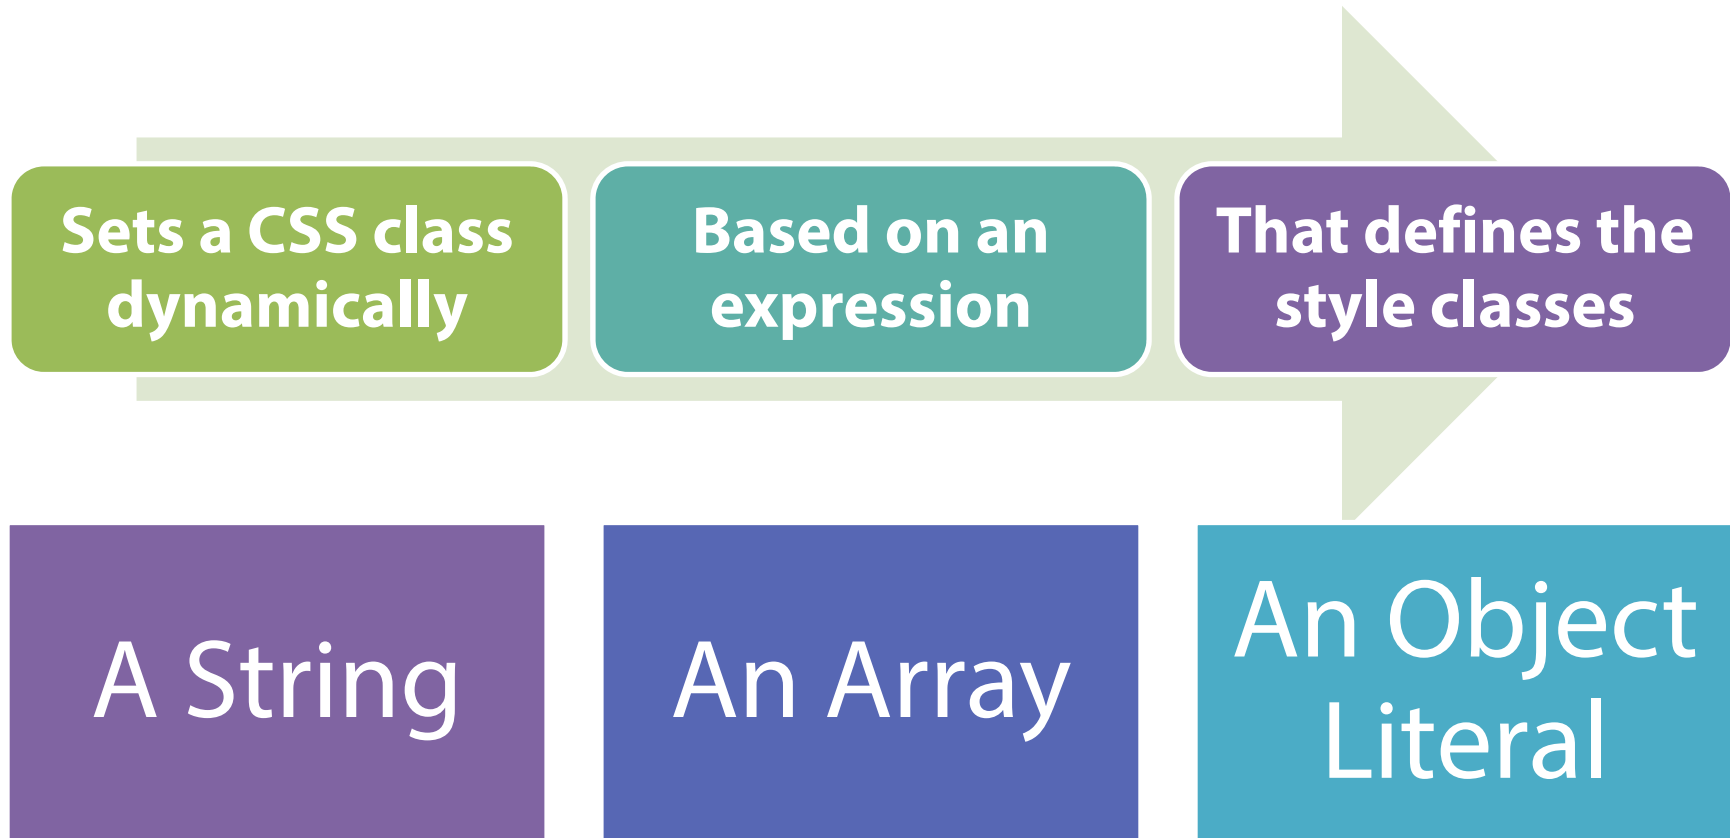 Sets a CSS class
dynamically
Based on an
expression
That defines the
style classes
A String
An Array
An Object
Literal